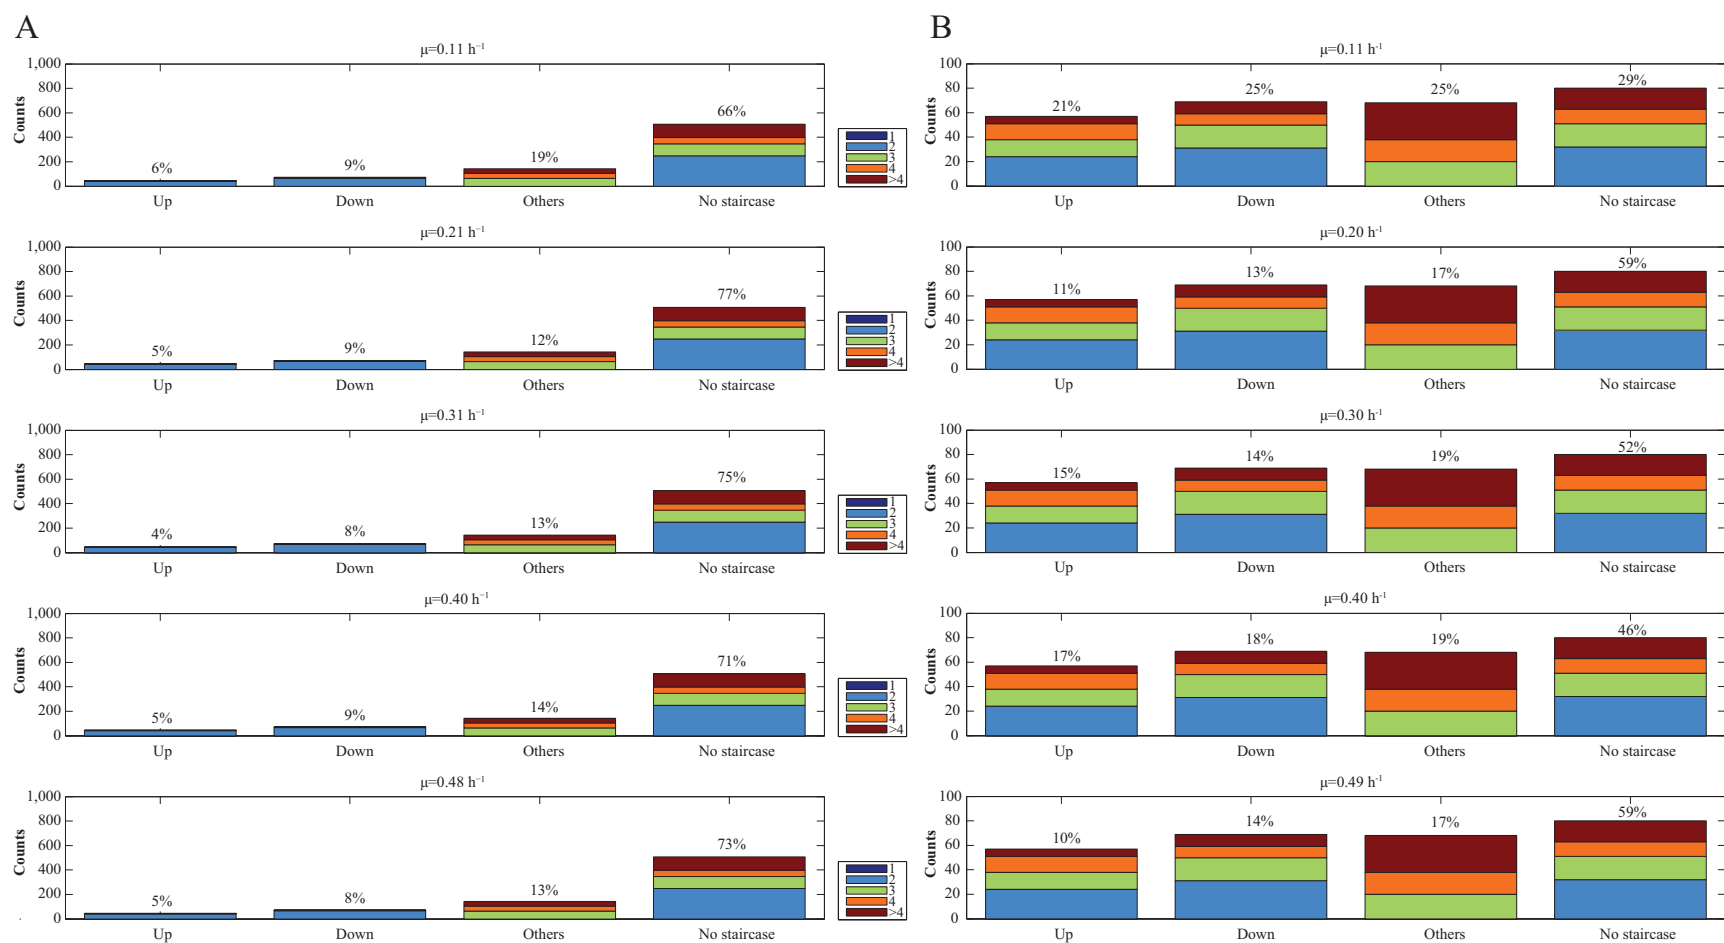 A
μ=0.11 h⁻¹
1,000
800
600
400
200
0
Counts
6%
9%
19%
66%
Up
Down
Others
No staircase
1
2
3
4
>4
μ=0.21 h⁻¹
1,000
800
600
400
200
0
Counts
5%
9%
12%
77%
Up
Down
Others
No staircase
1
2
3
4
>4
μ=0.31 h⁻¹
1,000
800
600
400
200
0
Counts
4%
8%
13%
75%
Up
Down
Others
No staircase
1
2
3
4
>4
μ=0.40 h⁻¹
1,000
800
600
400
200
0
Counts
5%
9%
14%
71%
Up
Down
Others
No staircase
1
2
3
4
>4
μ=0.48 h⁻¹
1,000
800
600
400
200
0
Counts
5%
8%
13%
73%
Up
Down
Others
No staircase
1
2
3
4
>4
B
μ=0.11 h⁻¹
100
80
60
40
20
0
Counts
21%
25%
25%
29%
Up
Down
Others
No staircase
μ=0.20 h⁻¹
100
80
60
40
20
0
Counts
11%
13%
17%
59%
Up
Down
Others
No staircase
μ=0.30 h⁻¹
100
80
60
40
20
0
Counts
15%
14%
19%
52%
Up
Down
Others
No staircase
μ=0.40 h⁻¹
100
80
60
40
20
0
Counts
17%
18%
19%
46%
Up
Down
Others
No staircase
μ=0.49 h⁻¹
100
80
60
40
20
0
Counts
10%
14%
17%
59%
Up
Down
Others
No staircase